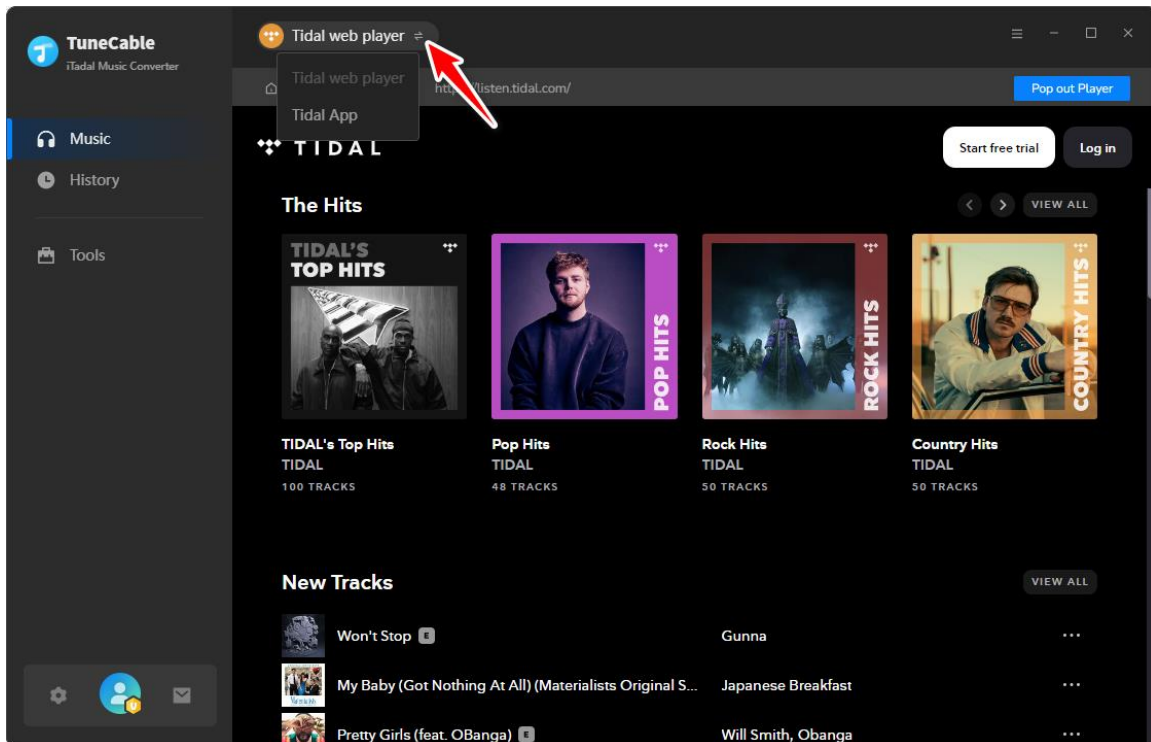 TuneCable
iTadal Music Converter
Tidal web player
Tidal web player
Tidal App
listen.tidal.com/
Pop out Player
Music
History
Tools
TIDAL
Start free trial
Log in
The Hits
VIEW ALL
TIDAL'S
TOP HITS
POP HITS
ROCK HITS
COUNTRY HITS
TIDAL's Top Hits
TIDAL
100 TRACKS
Pop Hits
TIDAL
48 TRACKS
Rock Hits
TIDAL
50 TRACKS
Country Hits
TIDAL
50 TRACKS
New Tracks
VIEW ALL
Won't Stop E Gunna
My Baby (Got Nothing At All) (Materialists Original S... Japanese Breakfast
Pretty Girls (feat. OBanga) E Will Smith, Obanga